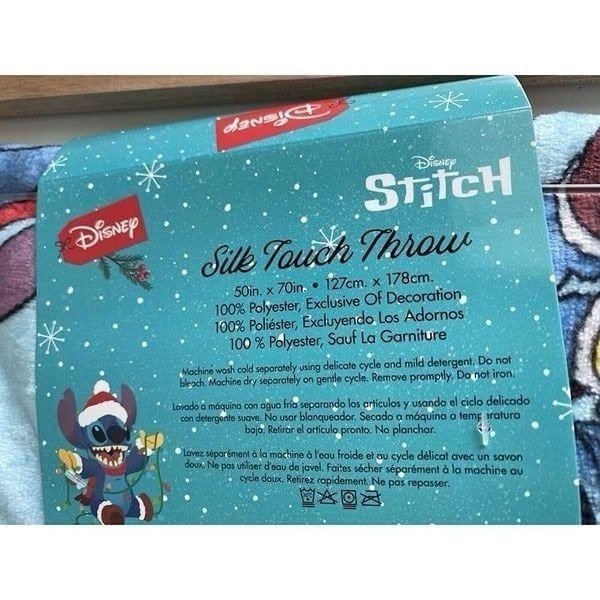 Disney
Disney
Stitch
Disney
Silk Touch Throw
50in. x 70in. • 127cm. x 178cm.
100% Polyester, Exclusive Of Decoration
100% Poliéster, Excluyendo Los Adornos
100 % Polyester, Sauf La Garniture
Machine wash cold separately using delicate cycle and mild detergent. Do not
bleach. Machine dry separately on gentle cycle. Remove promptly. Do not iron.
Lavado a máquina con agua fría separando los artículos y usando el ciclo delicado
con detergente suave. No usar blanqueador. Secado a máquina a temperatura
baja. Retirar el artículo pronto. No planchar.
Lavez séparément à la machine à l'eau froide et au cycle délicat avec un savon
doux. Ne pas utiliser d'eau de javel. Faites sécher séparément à la machine au
cycle doux. Retirez rapidement. Ne pas repasser.